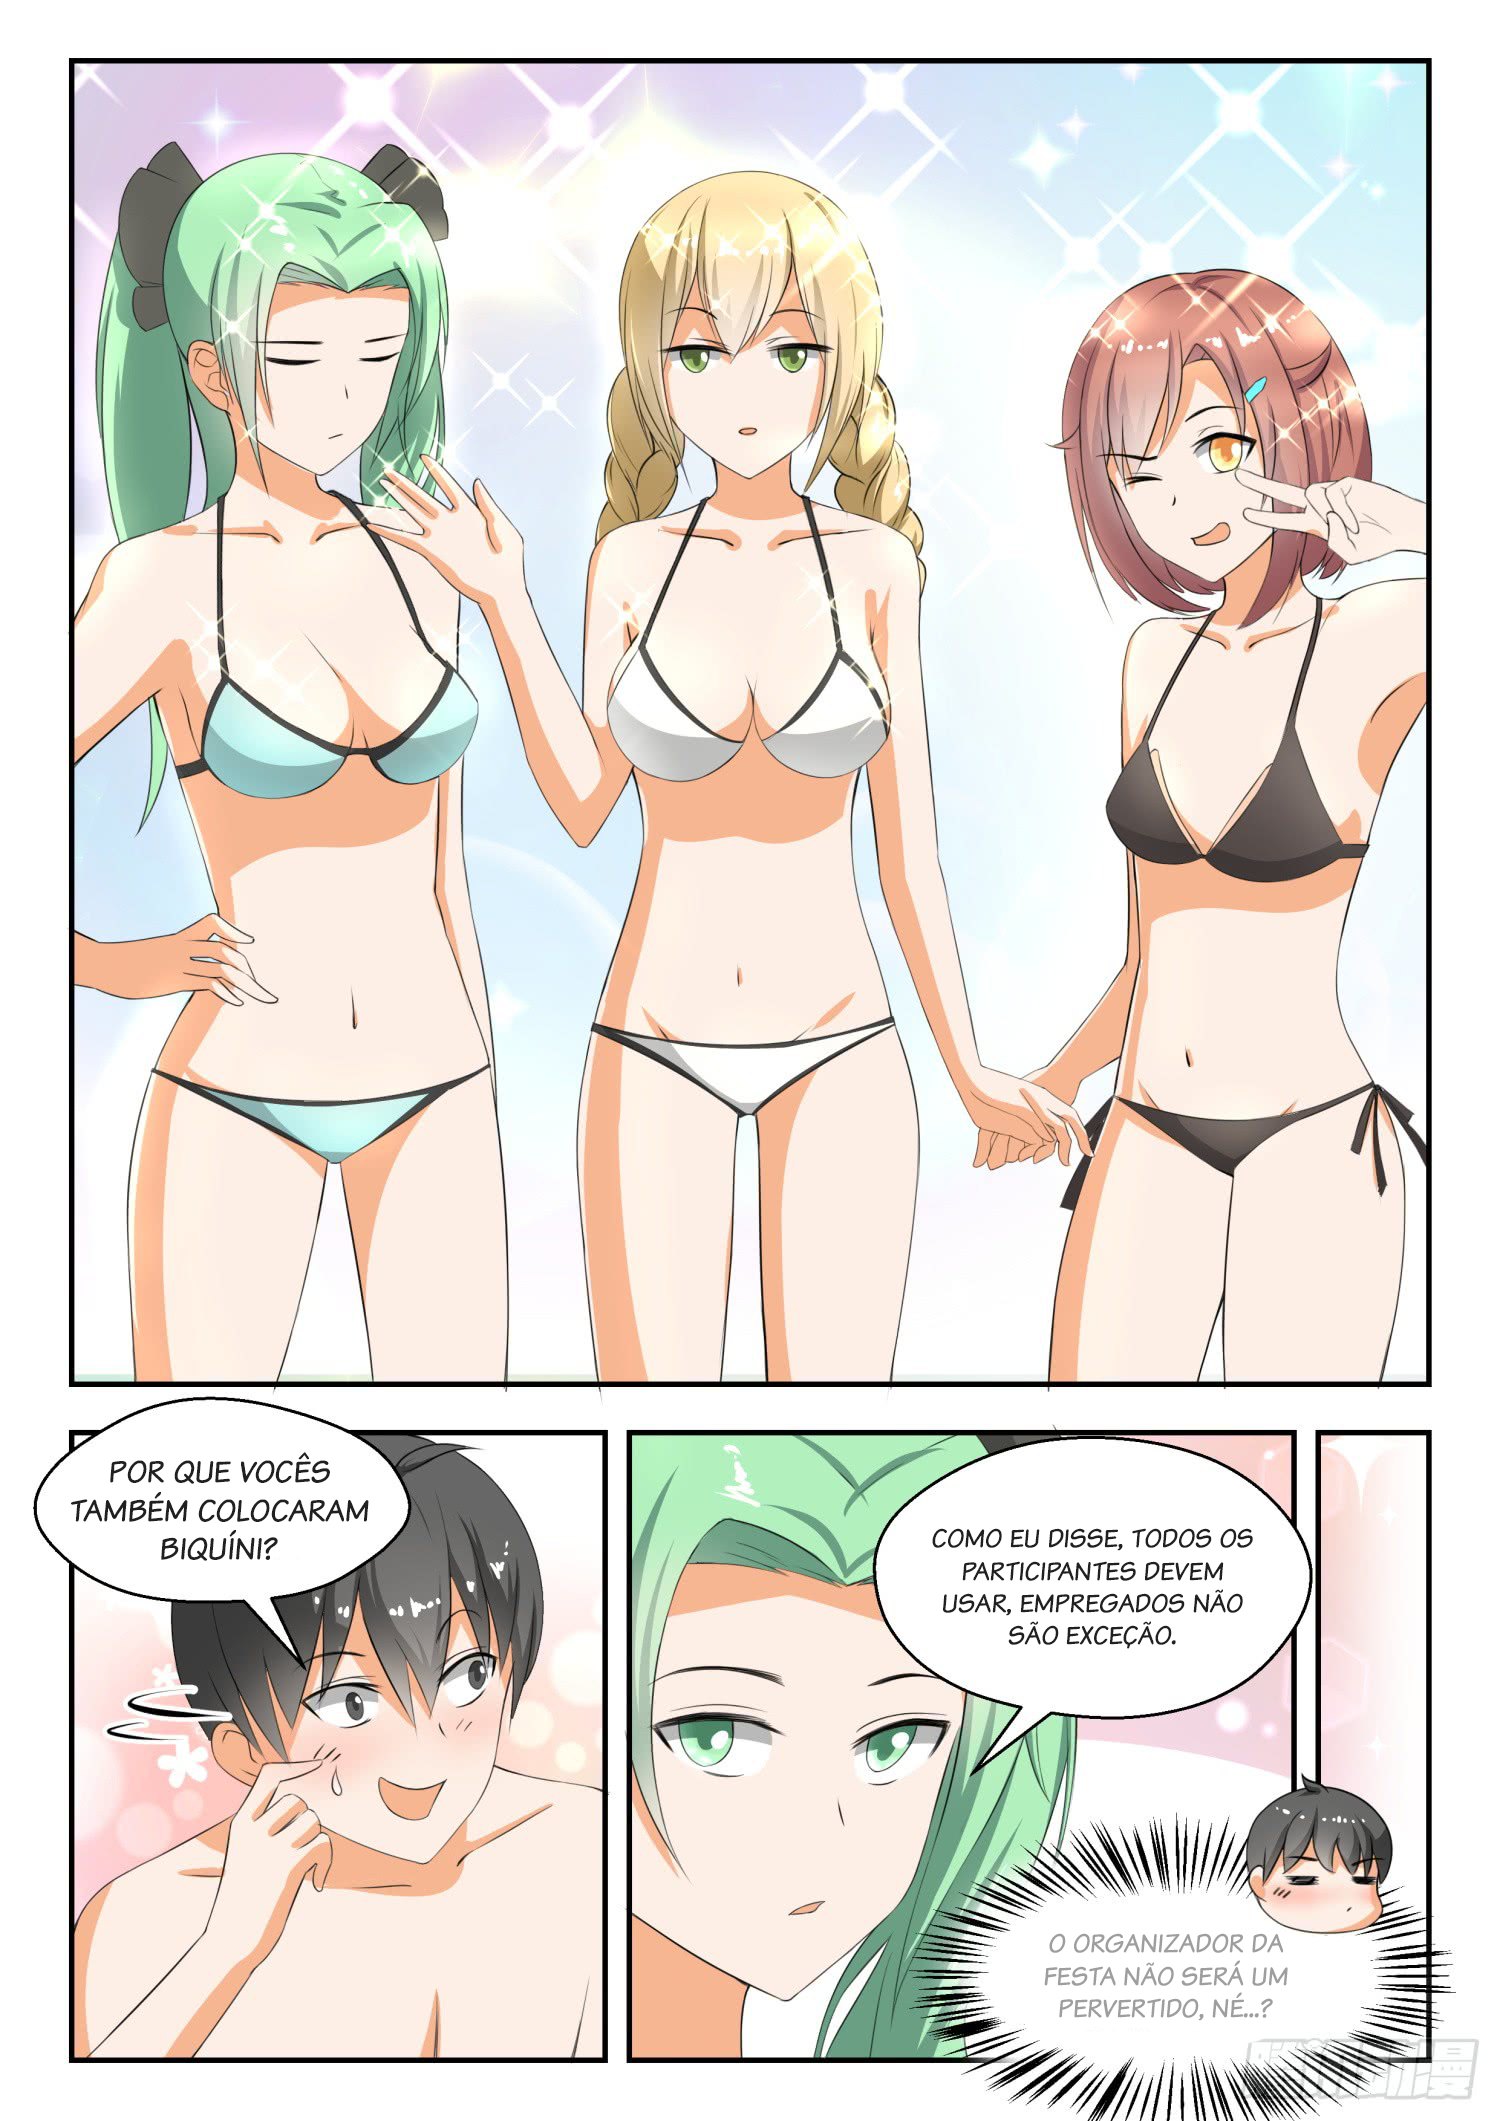 POR QUE VOCÊS
TAMBÉM COLOCARAM
BIQUÍNI?
COMO EU DISSE, TODOS OS
PARTICIPANTES DEVEM
USAR, EMPREGADOS NÃO
SÃO EXCEÇÃO.
O ORGANIZADOR DA
FESTA NÃO SERÁ UM
PERVERTIDO, NÉ...?